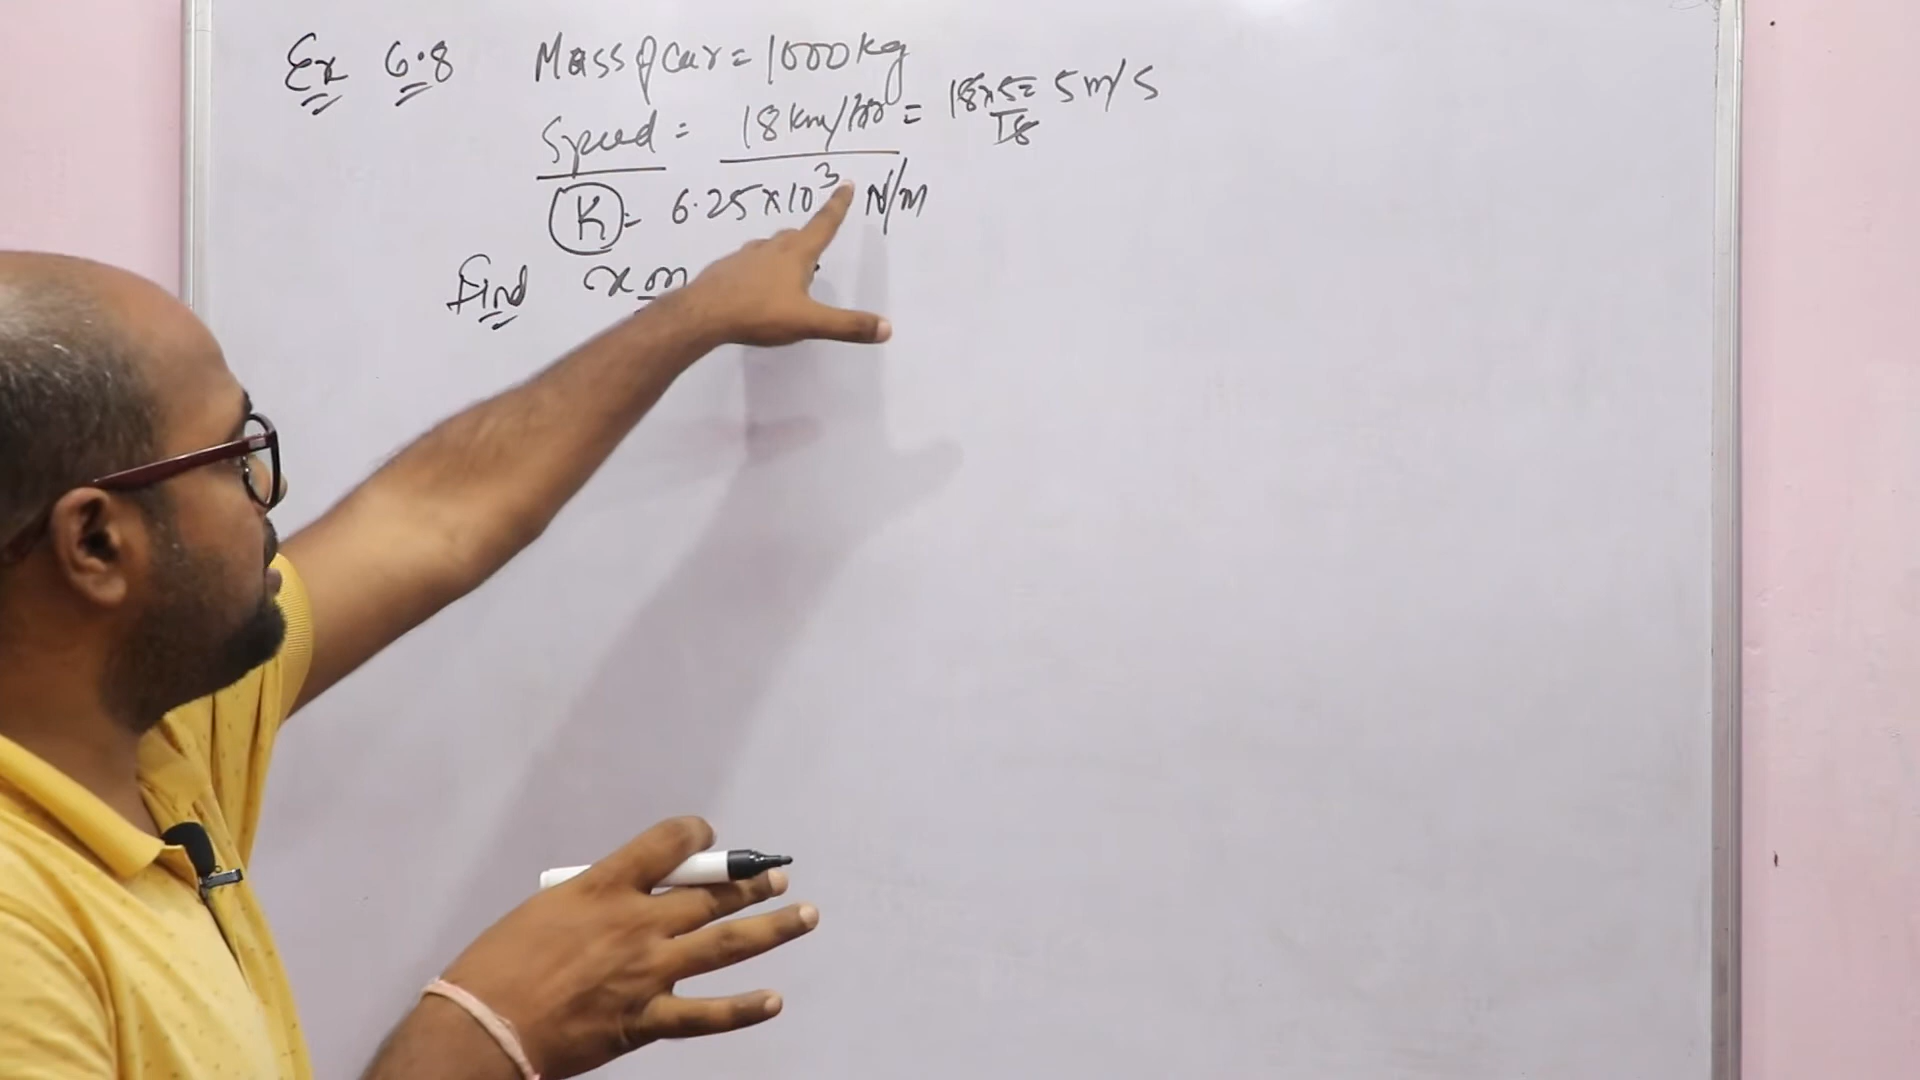 Ex 6.8 Mass of car = 1000 kg
Speed = 18 km/hr = 18×5/18 = 5 m/s
K = 6.25×10³ N/m
Find xm